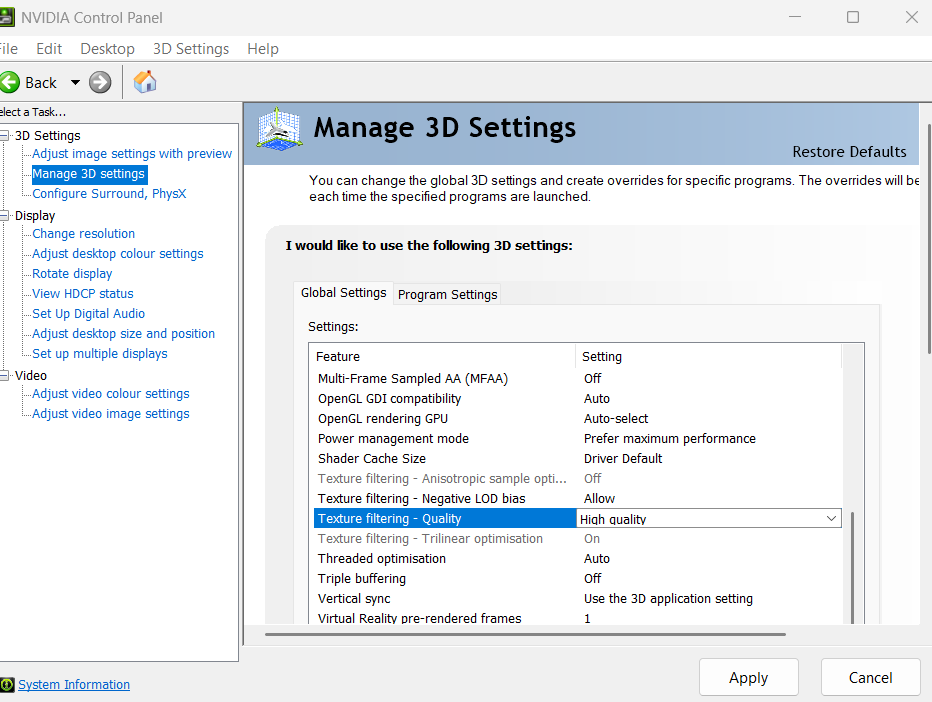 NVIDIA Control Panel
File Edit Desktop 3D Settings Help
Back
elect a Task...
3D Settings
Adjust image settings with preview
Manage 3D settings
Configure Surround, PhysX
Display
Change resolution
Adjust desktop colour settings
Rotate display
View HDCP status
Set Up Digital Audio
Adjust desktop size and position
Set up multiple displays
Video
Adjust video colour settings
Adjust video image settings
System Information
Manage 3D Settings
Restore Defaults
You can change the global 3D settings and create overrides for specific programs. The overrides will be
each time the specified programs are launched.
I would like to use the following 3D settings:
Global Settings Program Settings
Settings:
Feature Setting
Multi-Frame Sampled AA (MFAA) Off
OpenGL GDI compatibility Auto
OpenGL rendering GPU Auto-select
Power management mode Prefer maximum performance
Shader Cache Size Driver Default
Texture filtering - Anisotropic sample opti... Off
Texture filtering - Negative LOD bias Allow
Texture filtering - Quality High quality
Texture filtering - Trilinear optimisation On
Threaded optimisation Auto
Triple buffering Off
Vertical sync Use the 3D application setting
Virtual Reality pre-rendered frames 1
Apply Cancel